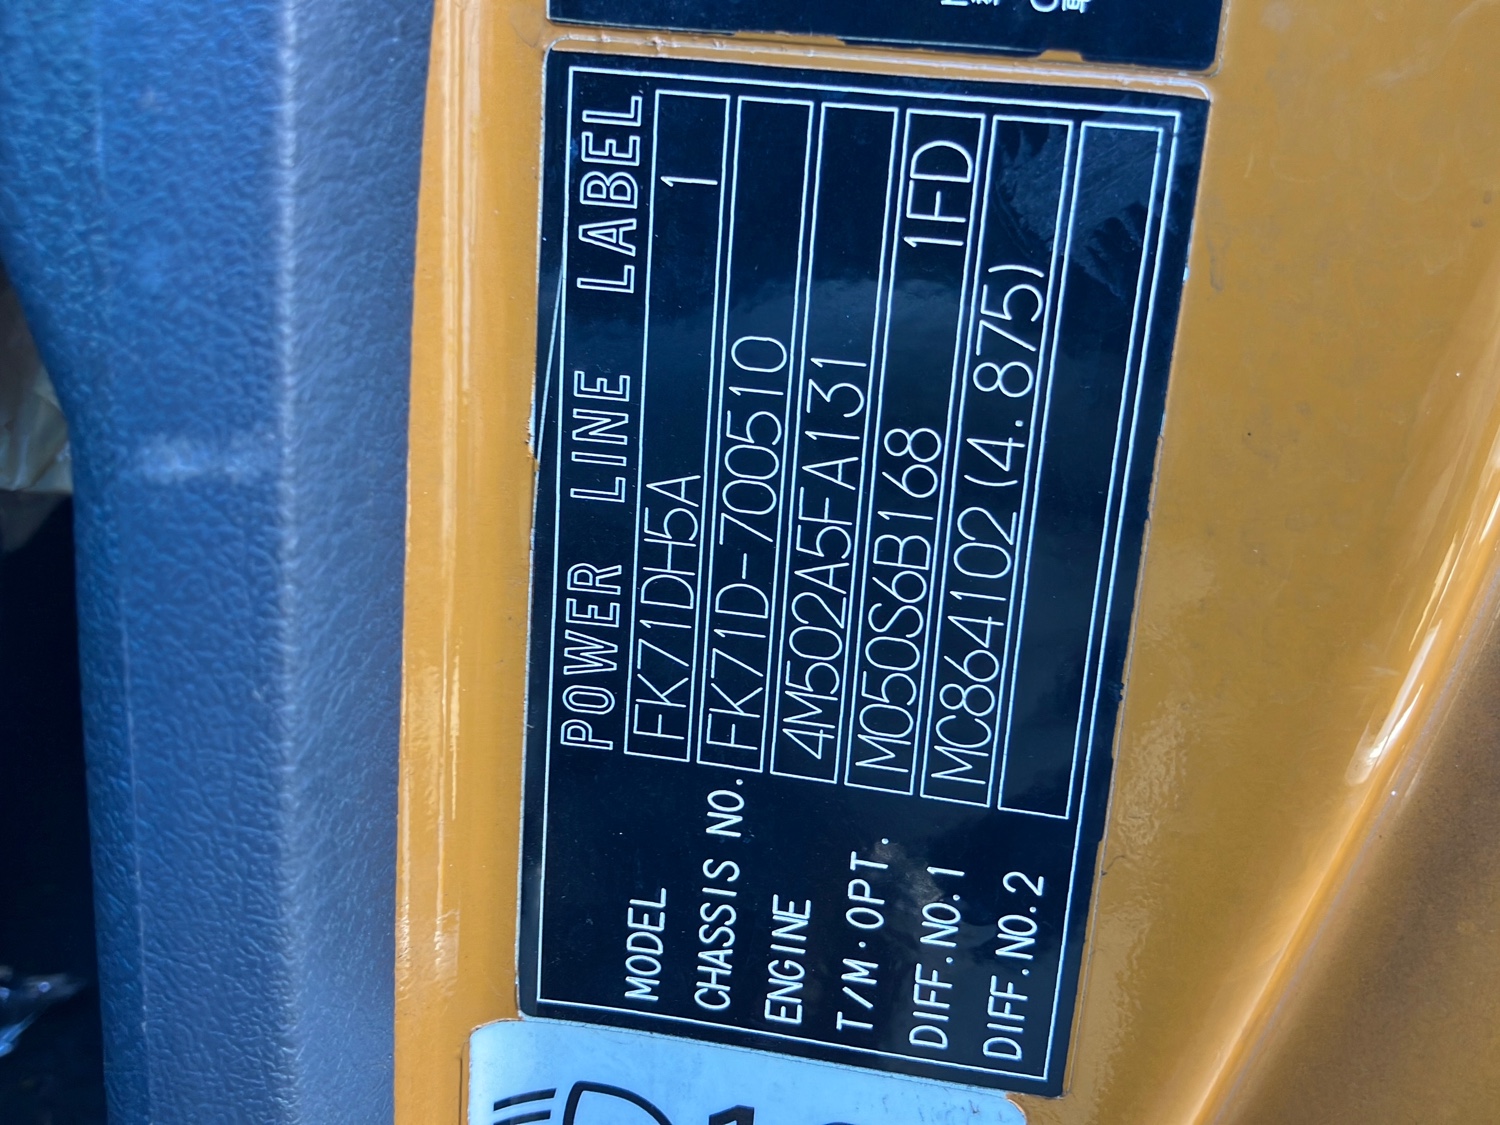 POWER LINE LABEL
MODEL FK71DH5A 1
CHASSIS NO. FK71D-700510
ENGINE 4M502A5FA131
T/M・OPT. M050S6B168 1FD
DIFF.NO.1 MC864102(4.875)
DIFF.NO.2